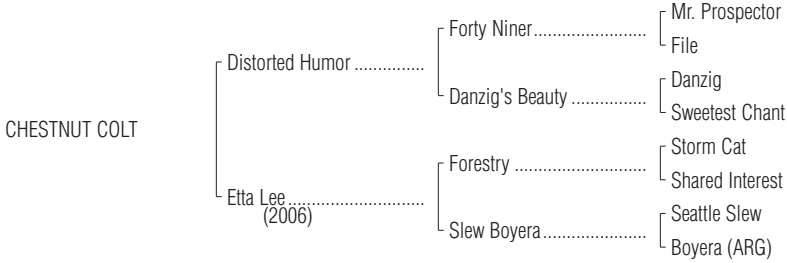 Mr. Prospector
Forty Niner......................
File
Distorted Humor ..............
Danzig
Danzig's Beauty ...............
Sweetest Chant
CHESTNUT COLT
Storm Cat
Forestry ..........................
Shared Interest
Etta Lee...........................
(2006)
Seattle Slew
Slew Boyera.....................
Boyera (ARG)